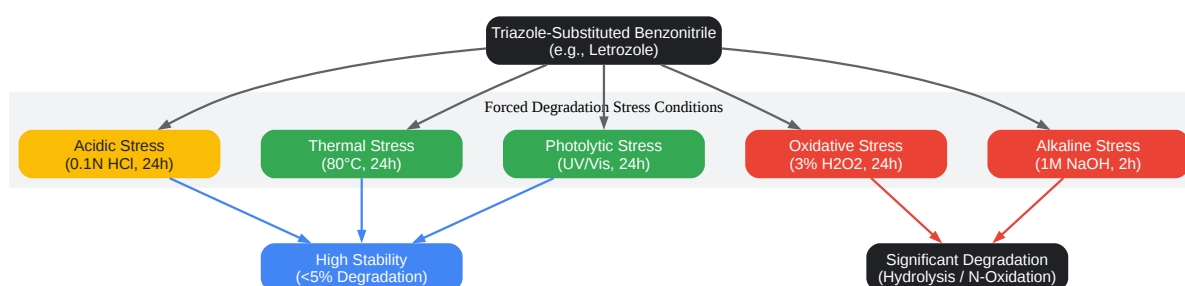 Triazole-Substituted Benzonitrile
(e.g., Letrozole)
Forced Degradation Stress Conditions
Acidic Stress
(0.1N HCl, 24h)
Thermal Stress
(80°C, 24h)
Photolytic Stress
(UV/Vis, 24h)
Oxidative Stress
(3% H2O2, 24h)
Alkaline Stress
(1M NaOH, 2h)
High Stability
(<5% Degradation)
Significant Degradation
(Hydrolysis / N-Oxidation)